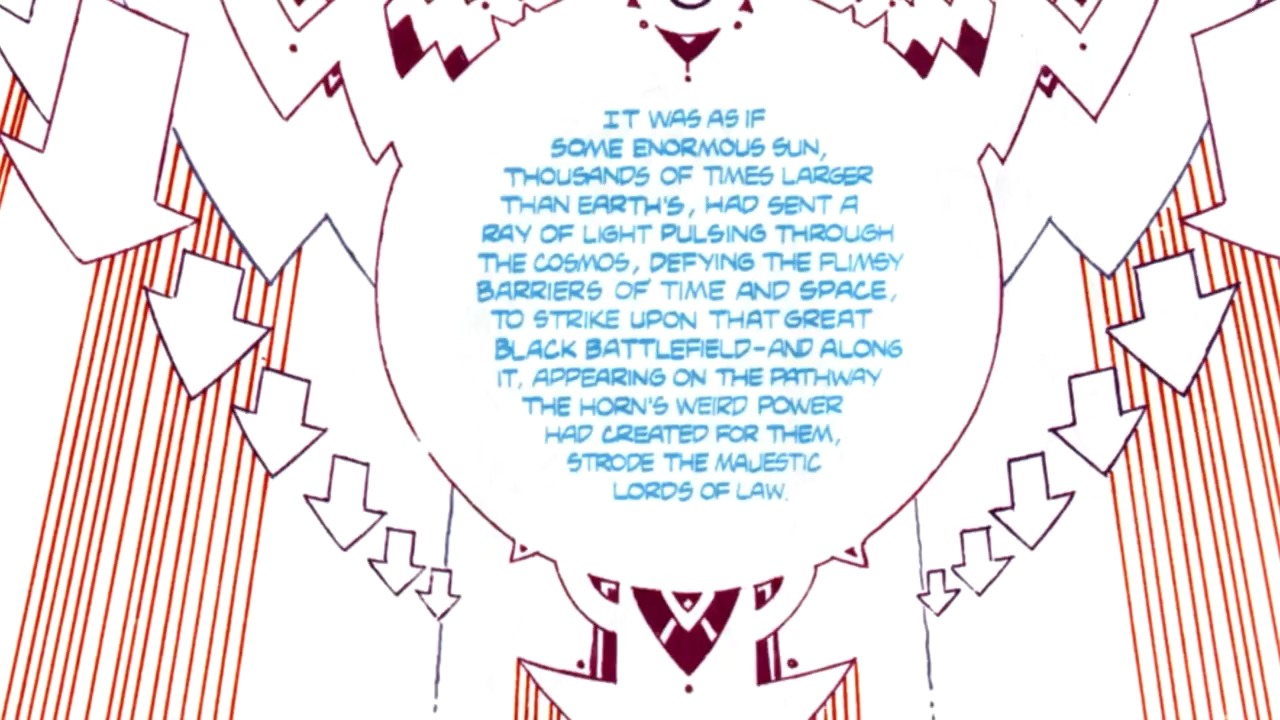 IT WAS AS IF
SOME ENORMOUS SUN,
THOUSANDS OF TIMES LARGER
THAN EARTH'S, HAD SENT A
RAY OF LIGHT PULSING THROUGH
THE COSMOS, DEFYING THE FLIMSY
BARRIERS OF TIME AND SPACE,
TO STRIKE UPON THAT GREAT
BLACK BATTLEFIELD-AND ALONG
IT, APPEARING ON THE PATHWAY
THE HORN'S WEIRD POWER
HAD CREATED FOR THEM,
STRODE THE MAJESTIC
LORDS OF LAW.